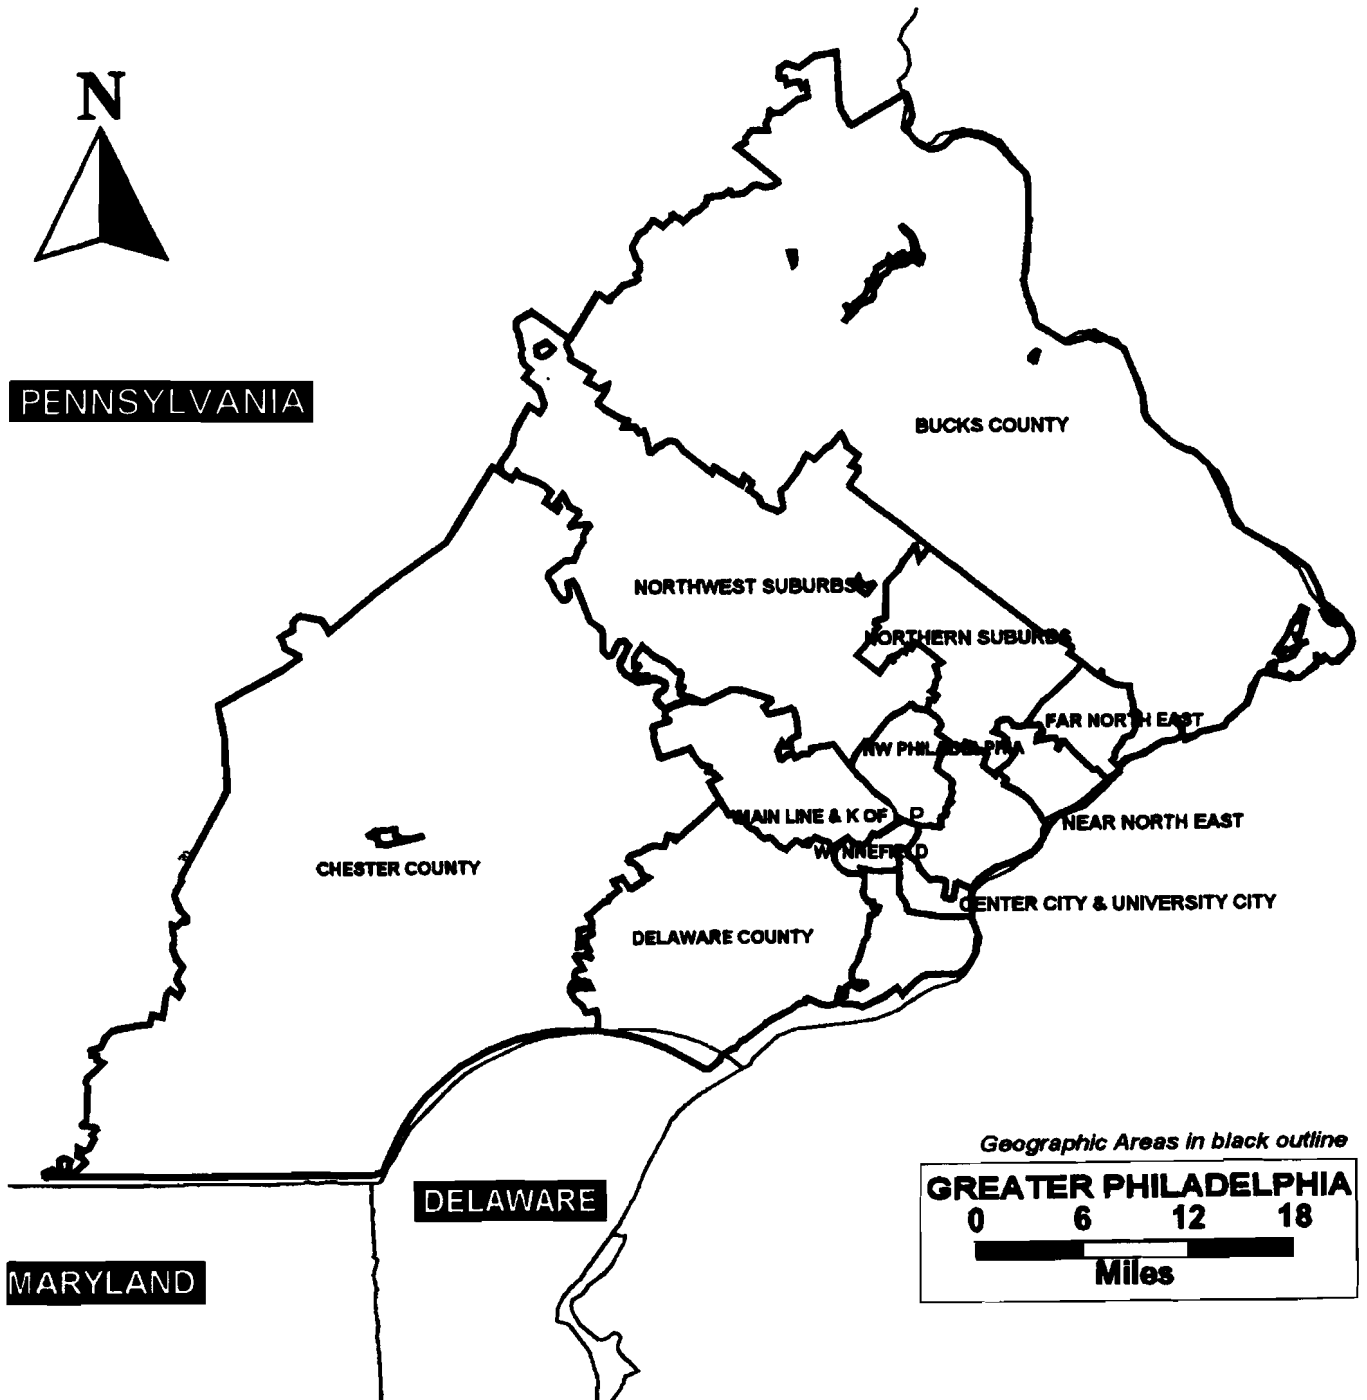 N
PENNSYLVANIA
BUCKS COUNTY
NORTHWEST SUBURBS
NORTHERN SUBURBS
FAR NORTH EAST
NW PHILADELPHIA
MAIN LINE & K OF P
NEAR NORTH EAST
WYNNEFIELD
CHESTER COUNTY
CENTER CITY & UNIVERSITY CITY
DELAWARE COUNTY
Geographic Areas in black outline
GREATER PHILADELPHIA
0 6 12 18
Miles
DELAWARE
MARYLAND